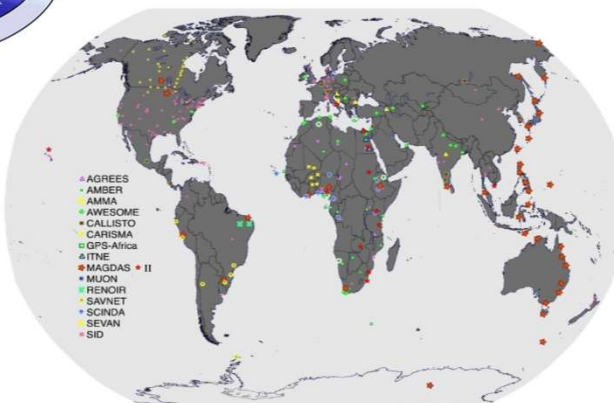 AGREES
AMBER
AMMA
AWESOME
CALLISTO
CARISMA
GPS-Africa
ITNE
MAGDAS II
MUON
RENOIR
SAVNET
SCINDA
SEVAN
SID